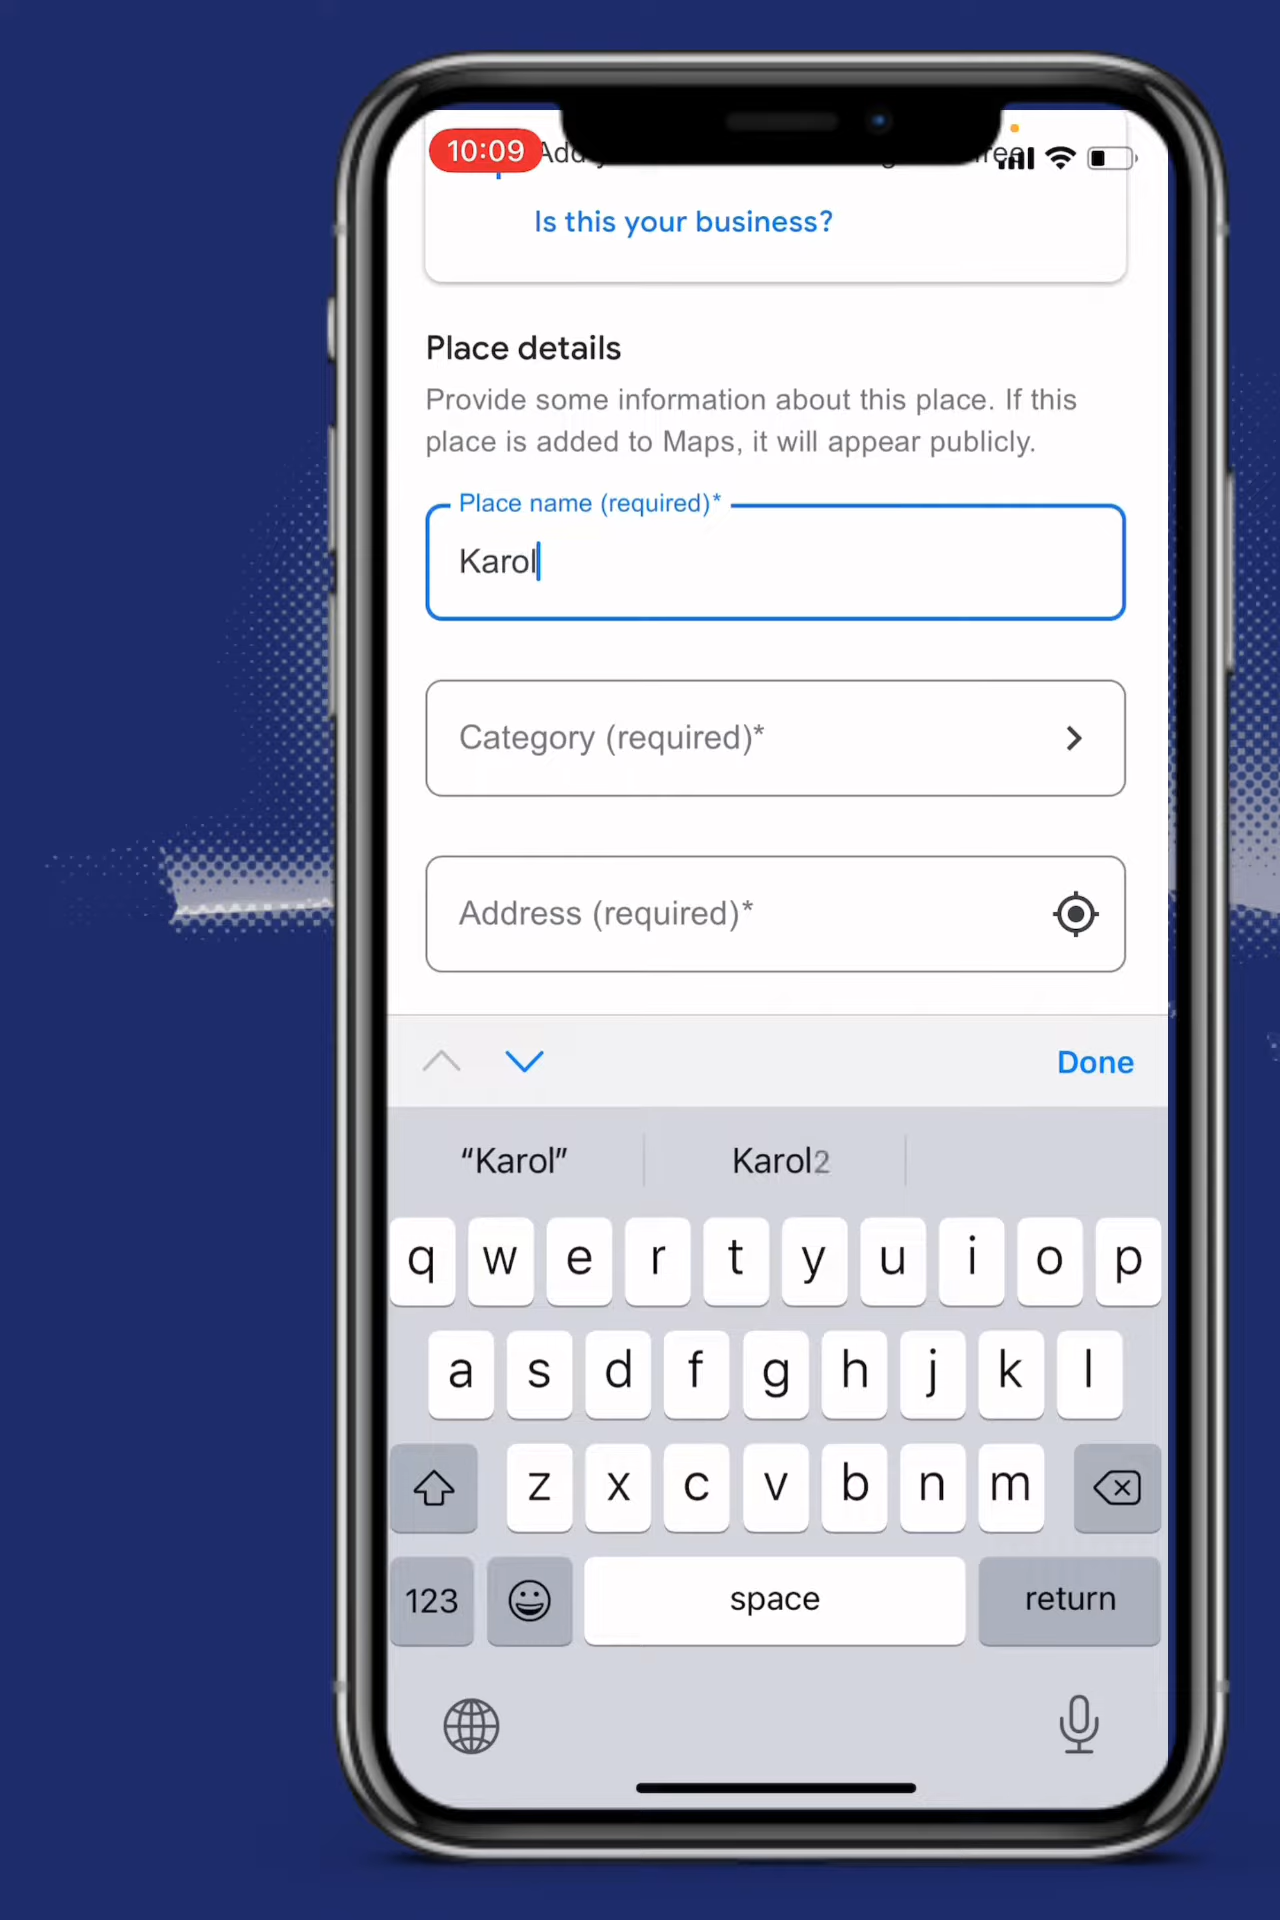 10:09
Add
Is this your business?
Place details
Provide some information about this place. If this
place is added to Maps, it will appear publicly.
Place name (required)*
Karol
Category (required)*
Address (required)*
Done
“Karol” Karol2
q w e r t y u i o p
a s d f g h j k l
z x c v b n m
123 space return